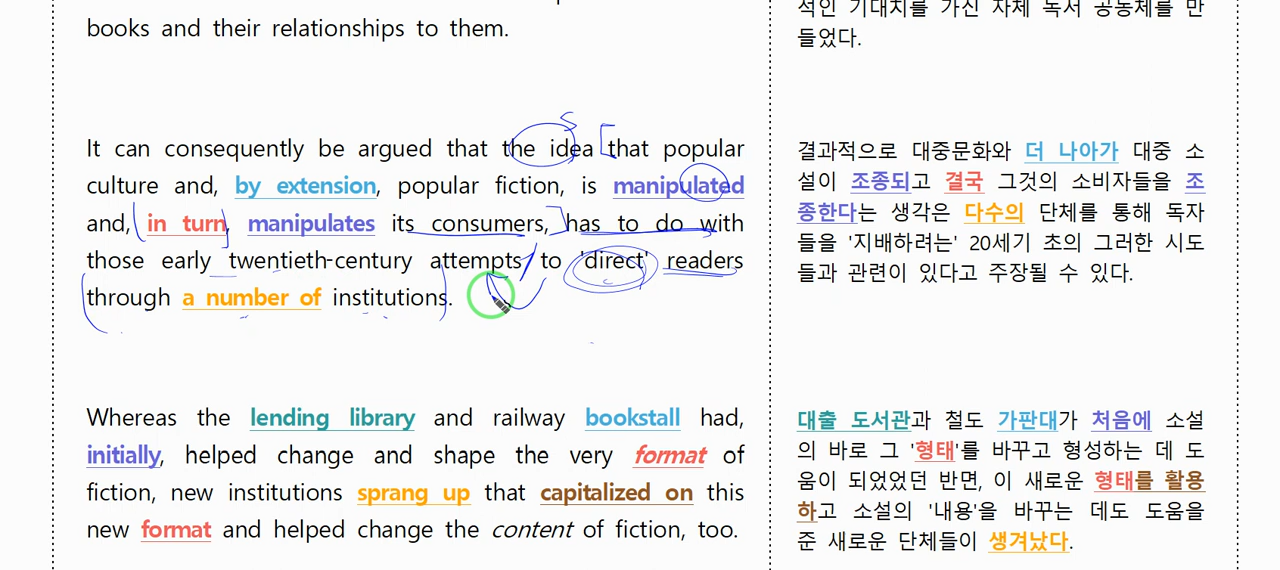 books and their relationships to them.
It can consequently be argued that the idea that popular
culture and, by extension, popular fiction, is manipulated
and, in turn, manipulates its consumers, has to do with
those early twentieth-century attempts to 'direct' readers
through a number of institutions.
Whereas the lending library and railway bookstall had,
initially, helped change and shape the very format of
fiction, new institutions sprang up that capitalized on this
new format and helped change the content of fiction, too.
적인 기대치를 가진 자체 독서 공동체를 만
들었다.
결과적으로 대중문화와 더 나아가 대중 소
설이 조종되고 결국 그것의 소비자들을 조
종한다는 생각은 다수의 단체를 통해 독자
들을 '지배하려는' 20세기 초의 그러한 시도
들과 관련이 있다고 주장될 수 있다.
대출 도서관과 철도 가판대가 처음에 소설
의 바로 그 '형태'를 바꾸고 형성하는 데 도
움이 되었었던 반면, 이 새로운 형태를 활용
하고 소설의 '내용'을 바꾸는 데도 도움을
준 새로운 단체들이 생겨났다.